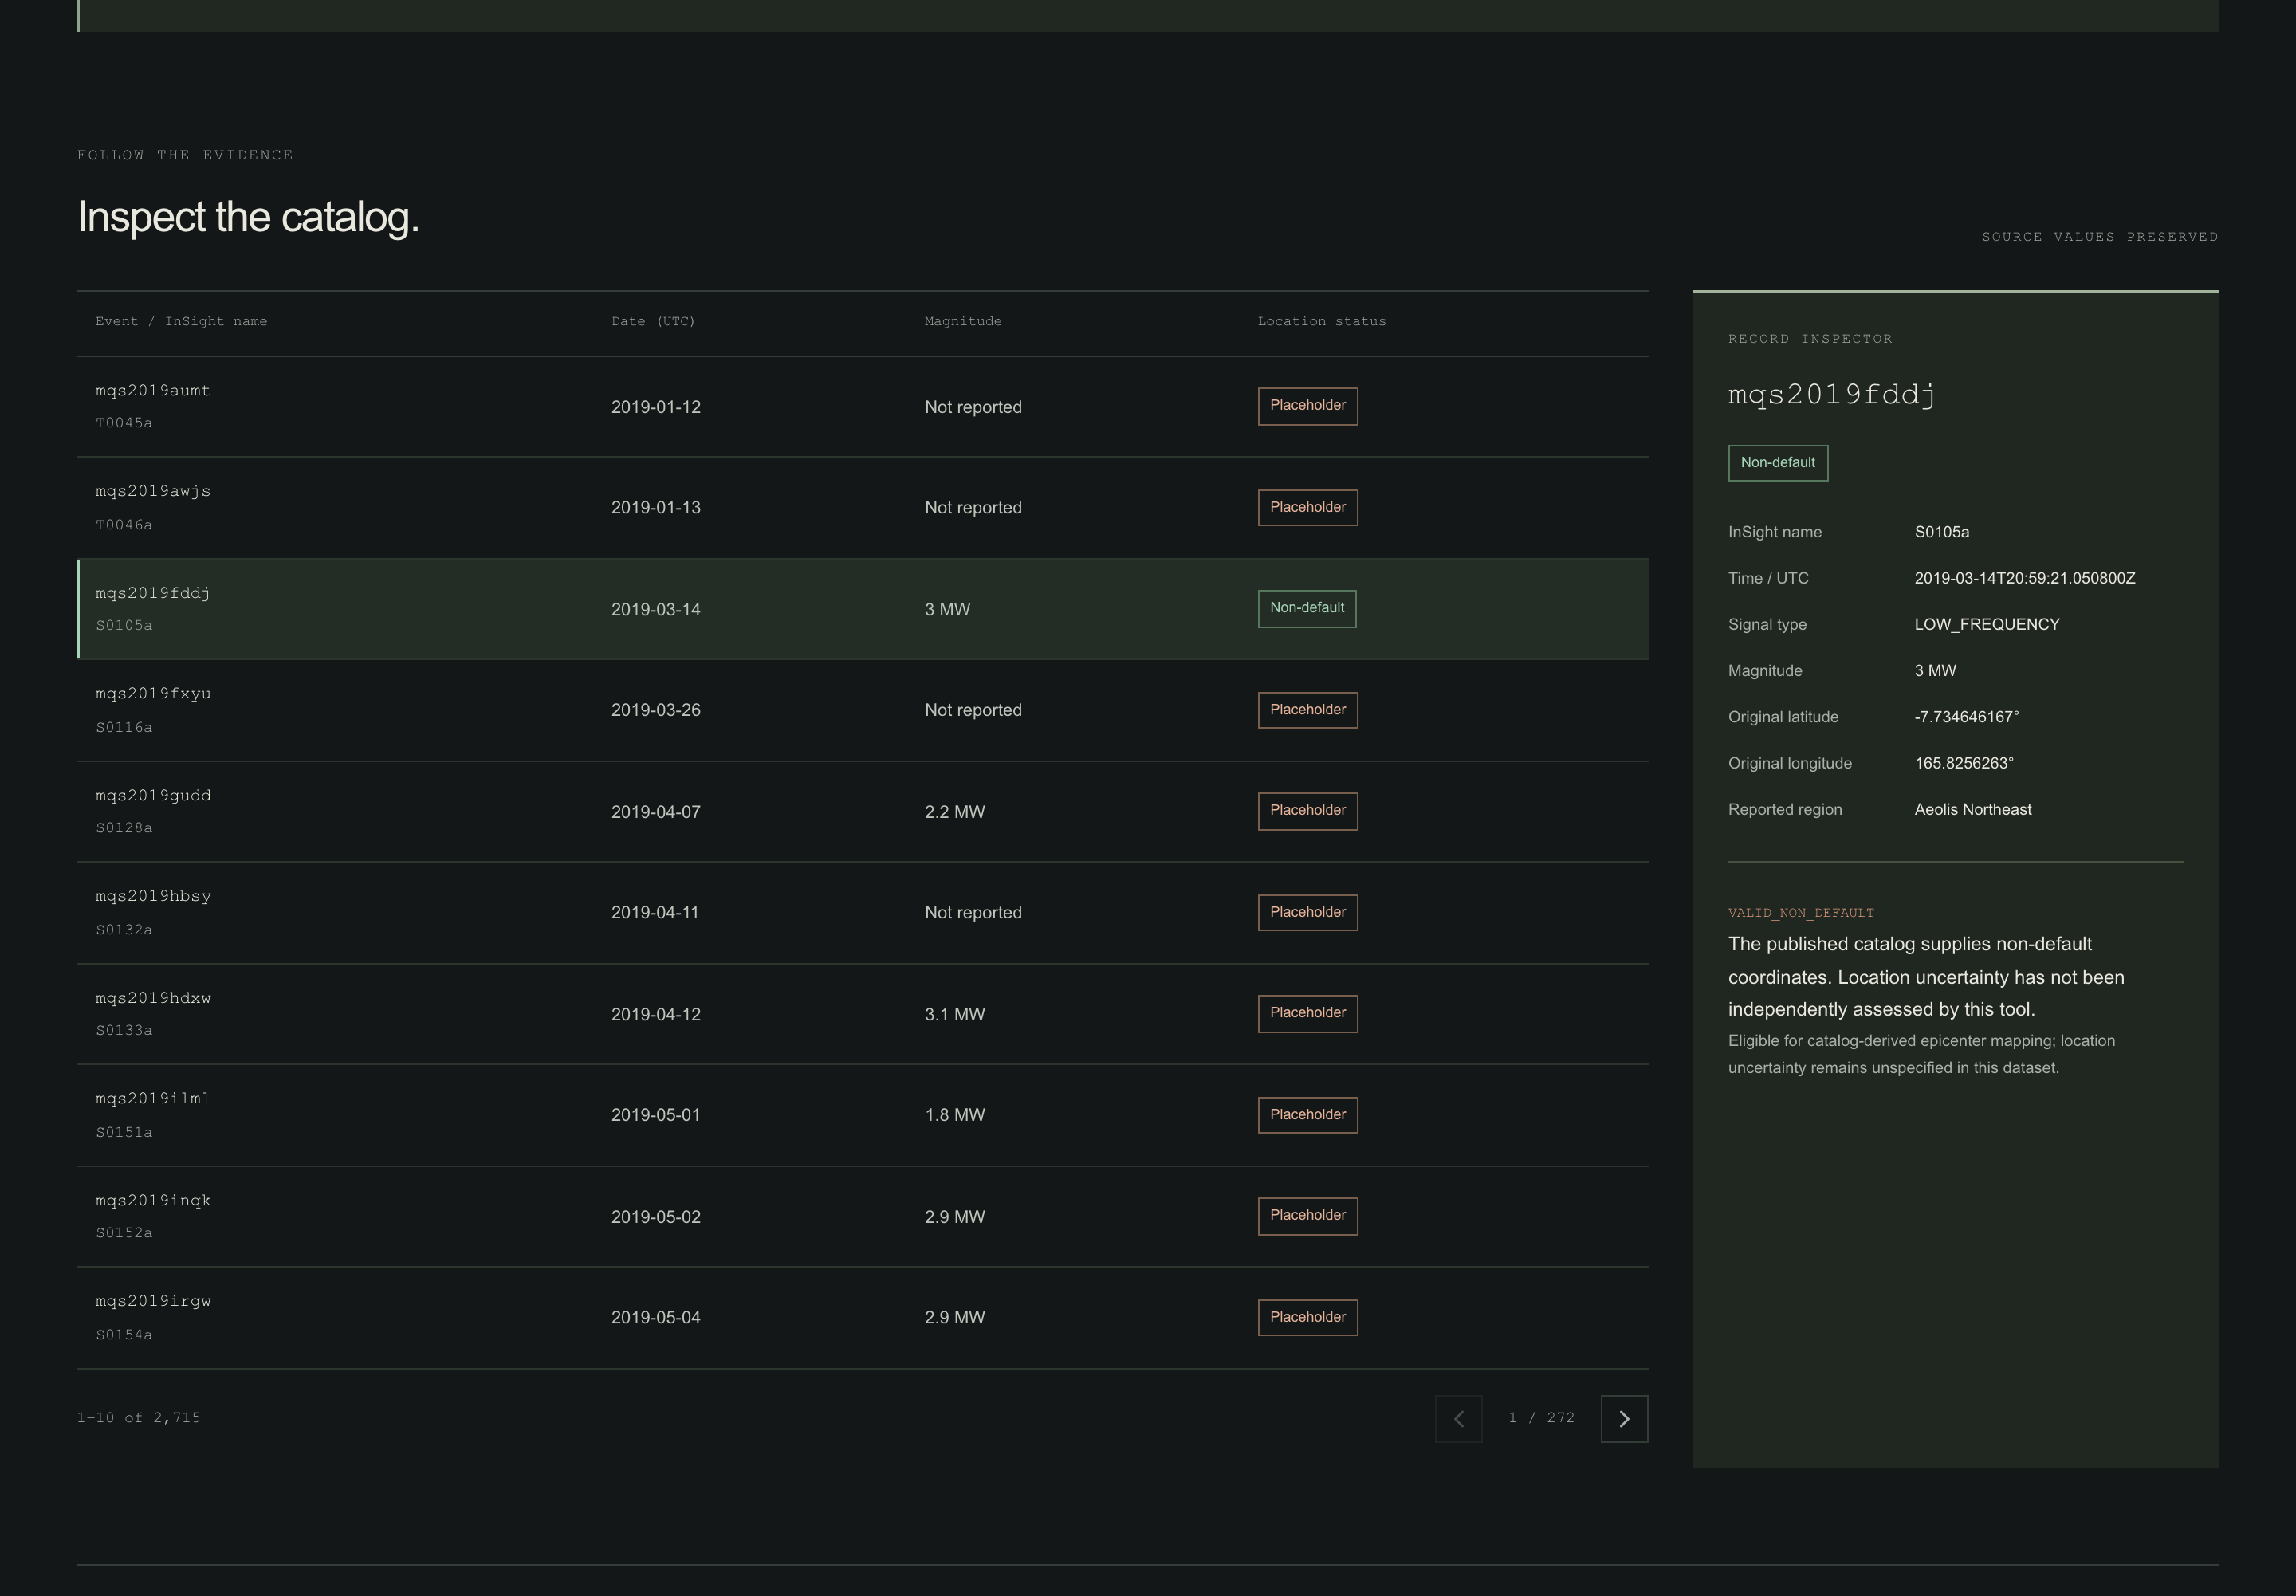 FOLLOW THE EVIDENCE
Inspect the catalog.
SOURCE VALUES PRESERVED
Event / InSight name Date (UTC) Magnitude Location status
mqs2019aumt
T0045a
2019-01-12 Not reported Placeholder
mqs2019awjs
T0046a
2019-01-13 Not reported Placeholder
mqs2019fddj
S0105a
2019-03-14 3 MW Non-default
mqs2019fxyu
S0116a
2019-03-26 Not reported Placeholder
mqs2019gudd
S0128a
2019-04-07 2.2 MW Placeholder
mqs2019hbsy
S0132a
2019-04-11 Not reported Placeholder
mqs2019hdxw
S0133a
2019-04-12 3.1 MW Placeholder
mqs2019ilml
S0151a
2019-05-01 1.8 MW Placeholder
mqs2019inqk
S0152a
2019-05-02 2.9 MW Placeholder
mqs2019irgw
S0154a
2019-05-04 2.9 MW Placeholder
1–10 of 2,715
1 / 272
RECORD INSPECTOR
mqs2019fddj
Non-default
InSight name S0105a
Time / UTC 2019-03-14T20:59:21.050800Z
Signal type LOW_FREQUENCY
Magnitude 3 MW
Original latitude -7.734646167°
Original longitude 165.8256263°
Reported region Aeolis Northeast
VALID_NON_DEFAULT
The published catalog supplies non-default
coordinates. Location uncertainty has not been
independently assessed by this tool.
Eligible for catalog-derived epicenter mapping; location
uncertainty remains unspecified in this dataset.